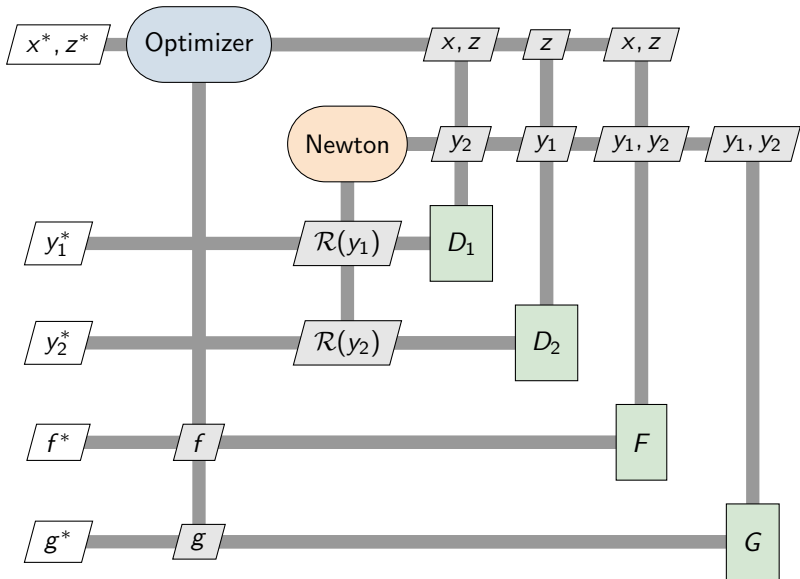 x*, z* Optimizer x, z z x, z
Newton y₂ y₁ y₁, y₂ y₁, y₂
y₁* ℛ(y₁) D₁
y₂* ℛ(y₂) D₂
f* f F
g* g G